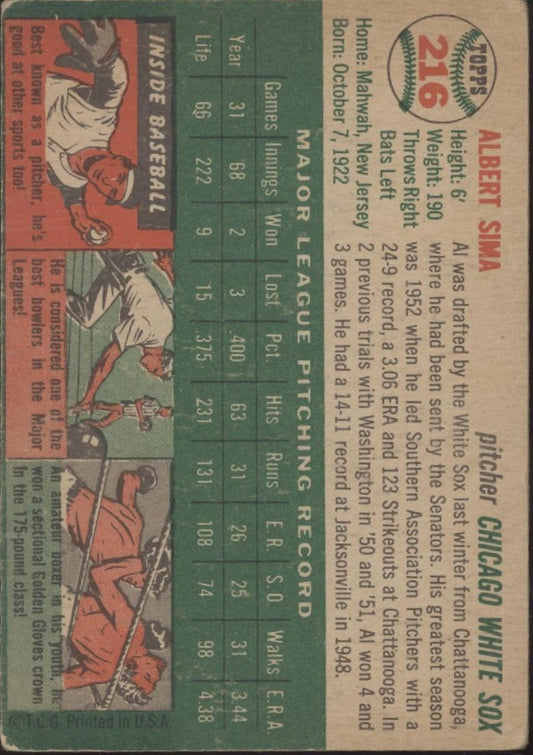 TOPPS
216
ALBERT SIMA
pitcher CHICAGO WHITE SOX
Height: 6'
Weight: 190
Throws Right
Bats Left
Home: Mahwah, New Jersey
Born: October 7, 1922
Al was drafted by the White Sox last winter from Chattanooga,
where he had been sent by the Senators. His greatest season
was 1952 when he led Southern Association Pitchers with a
24-9 record, a 3.06 ERA and 123 Strikeouts at Chattanooga. In
2 previous trials with Washington in '50 and '51, Al won 4 and
3 games. He had a 14-11 record at Jacksonville in 1948.
MAJOR LEAGUE PITCHING RECORD
Games Innings Won Lost Pct. Hits Runs E.R. S.O. Walks E.R.A
Year 31 68 2 3 .400 63 31 26 25 31 3.44
Life 66 222 9 15 .375 231 131 108 74 98 4.38
INSIDE BASEBALL
Best known as a pitcher, he's
good at other sports too!
He is considered one of the
best bowlers in the Major
Leagues!
An amateur boxer in his youth, he
won a sectional Golden Gloves crown
in the 175-pound class!
© T.C.G. Printed in U.S.A.